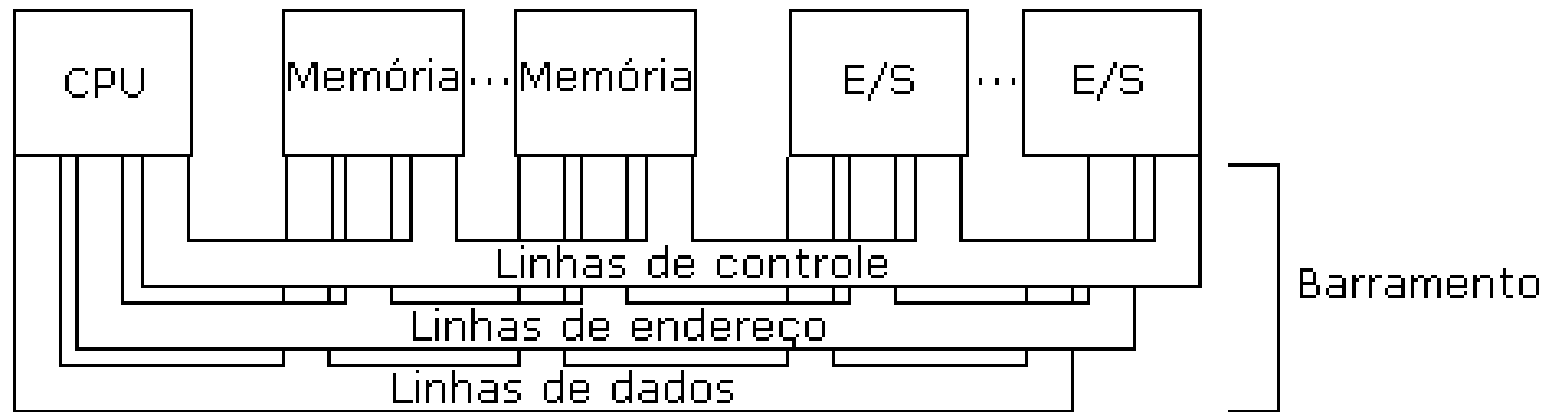 CPU
Memória
...
Memória
E/S
...
E/S
Linhas de controle
Barramento
Linhas de endereço
Linhas de dados